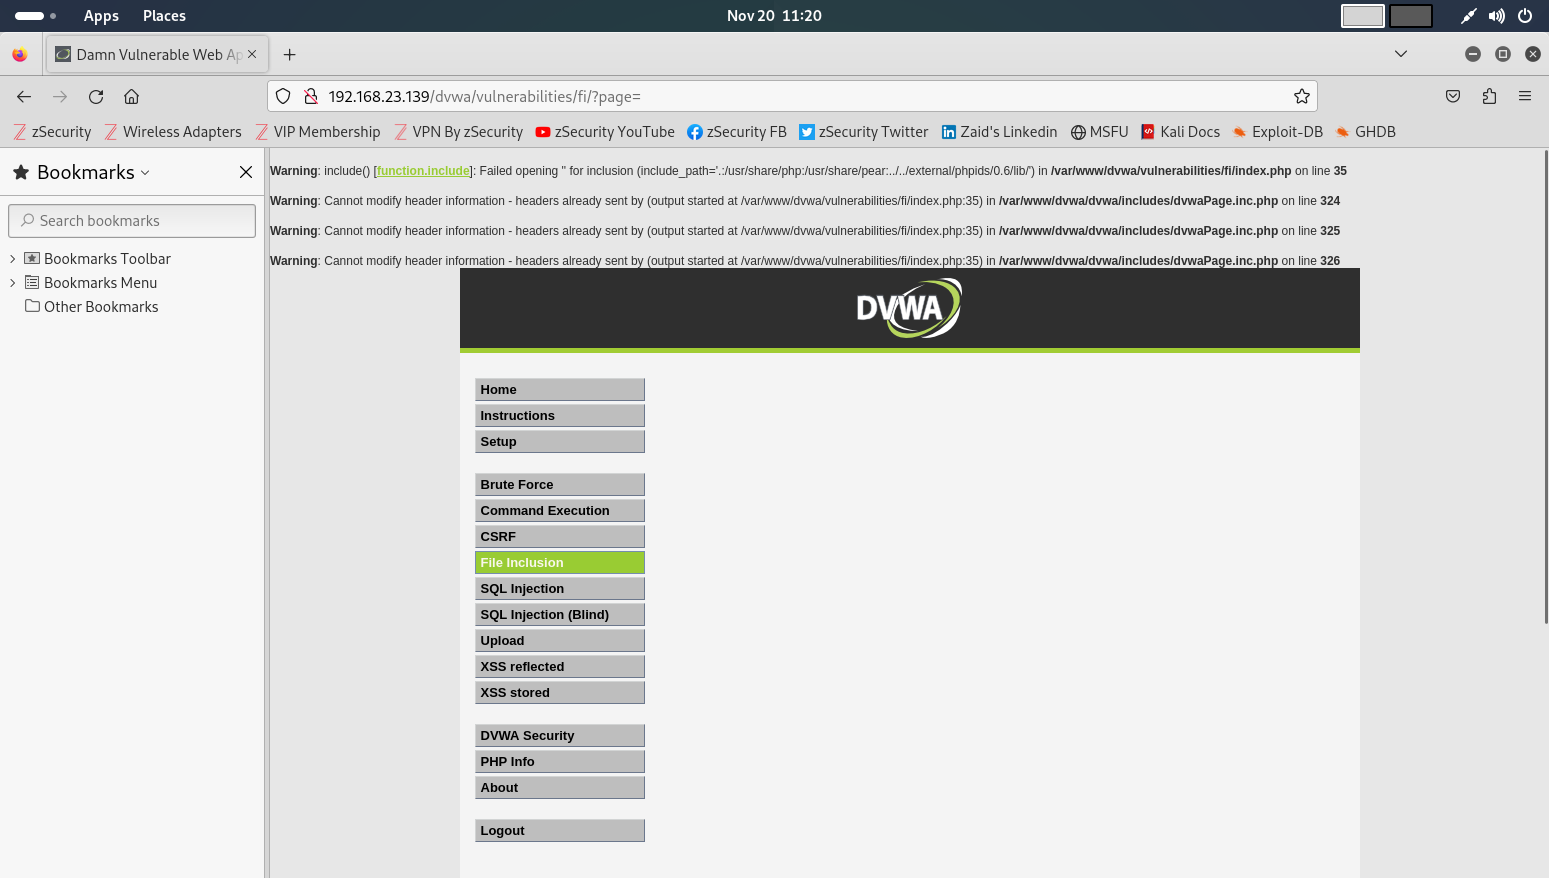 Apps Places Nov 20 11:20
Damn Vulnerable Web Ap
192.168.23.139/dvwa/vulnerabilities/fi/?page=
zSecurity Wireless Adapters VIP Membership VPN By zSecurity zSecurity YouTube zSecurity FB zSecurity Twitter Zaid's Linkedin MSFU Kali Docs Exploit-DB GHDB
Bookmarks
Search bookmarks
Bookmarks Toolbar
Bookmarks Menu
Other Bookmarks
Warning: include() [function.include]: Failed opening '' for inclusion (include_path='.:/usr/share/php:/usr/share/pear:../../external/phpids/0.6/lib/') in /var/www/dvwa/vulnerabilities/fi/index.php on line 35
Warning: Cannot modify header information - headers already sent by (output started at /var/www/dvwa/vulnerabilities/fi/index.php:35) in /var/www/dvwa/dvwa/includes/dvwaPage.inc.php on line 324
Warning: Cannot modify header information - headers already sent by (output started at /var/www/dvwa/vulnerabilities/fi/index.php:35) in /var/www/dvwa/dvwa/includes/dvwaPage.inc.php on line 325
Warning: Cannot modify header information - headers already sent by (output started at /var/www/dvwa/vulnerabilities/fi/index.php:35) in /var/www/dvwa/dvwa/includes/dvwaPage.inc.php on line 326
DVWA
Home
Instructions
Setup
Brute Force
Command Execution
CSRF
File Inclusion
SQL Injection
SQL Injection (Blind)
Upload
XSS reflected
XSS stored
DVWA Security
PHP Info
About
Logout